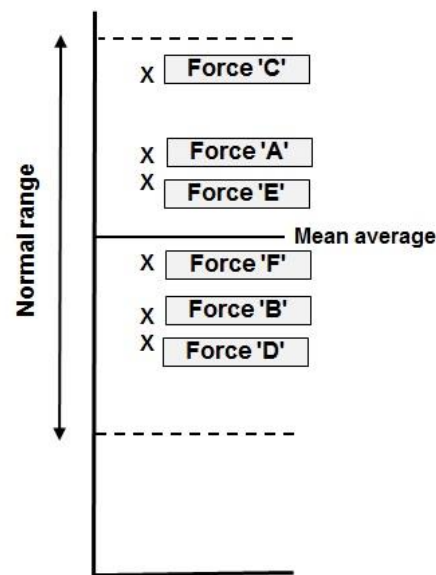 X Force 'C'
X Force 'A'
X Force 'E'
Normal range
Mean average
X Force 'F'
X Force 'B'
X Force 'D'